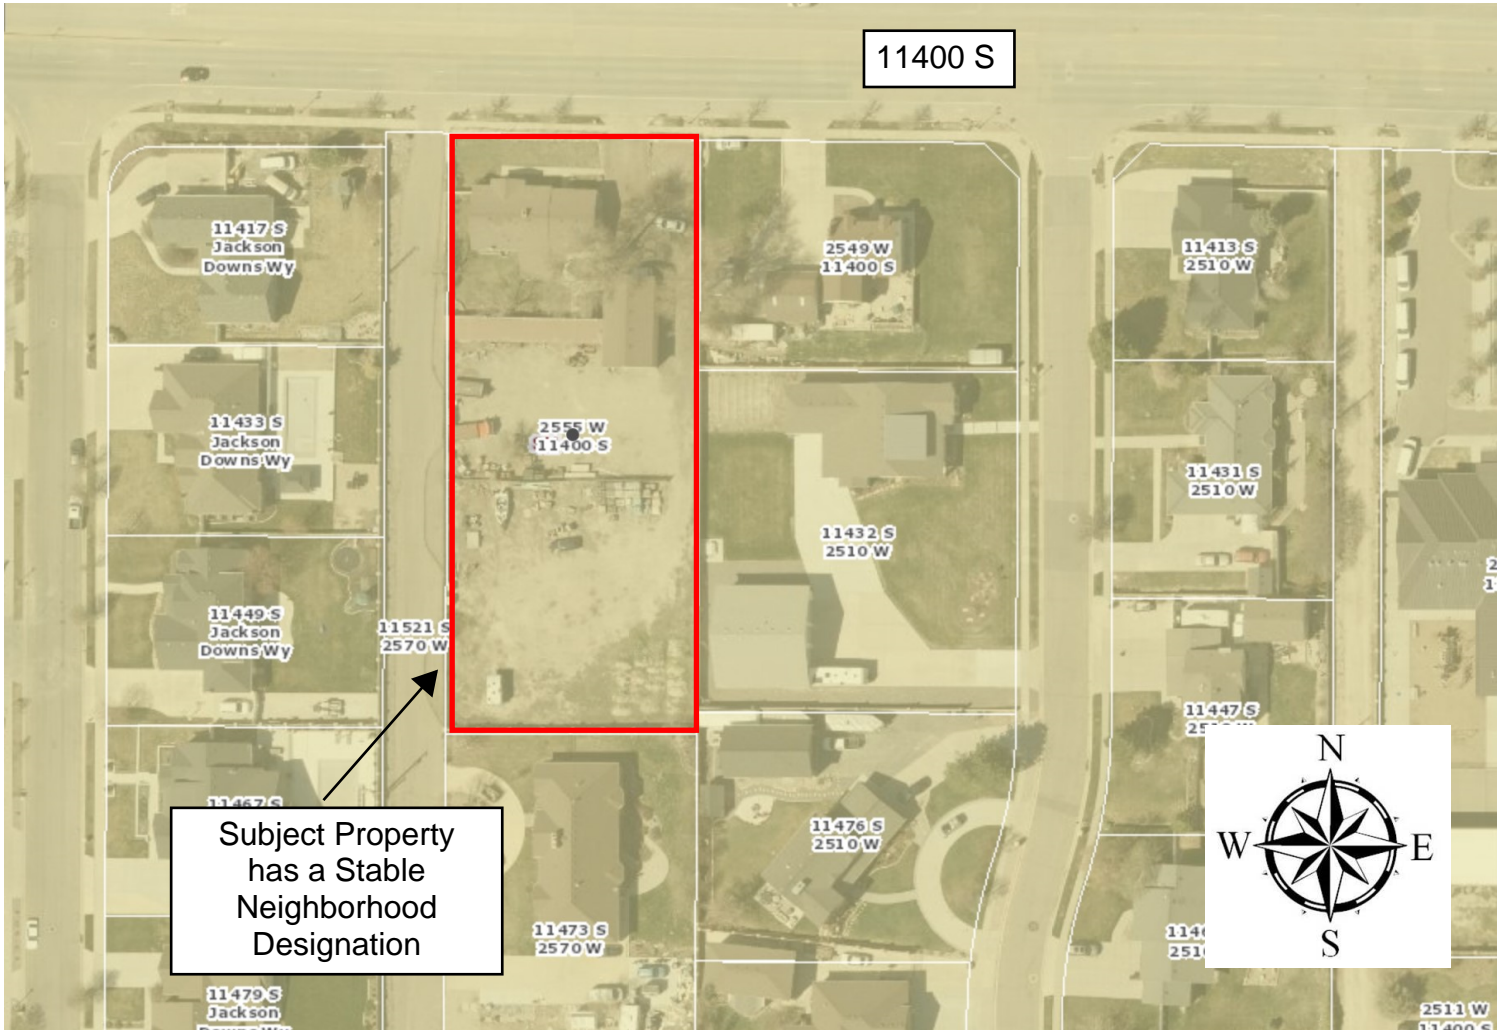 11400 S
11417 S
Jackson
Downs Wy
2549 W
11400 S
11413 S
2510 W
11433 S
Jackson
Downs Wy
2555 W
11400 S
11431 S
2510 W
11432 S
2510 W
11449 S
Jackson
Downs Wy
11521 S
2570 W
11447 S
11467 S
Subject Property
has a Stable
Neighborhood
Designation
11476 S
2510 W
N
W
E
S
11473 S
2570 W
11479 S
Jackson
2511 W
11400 S